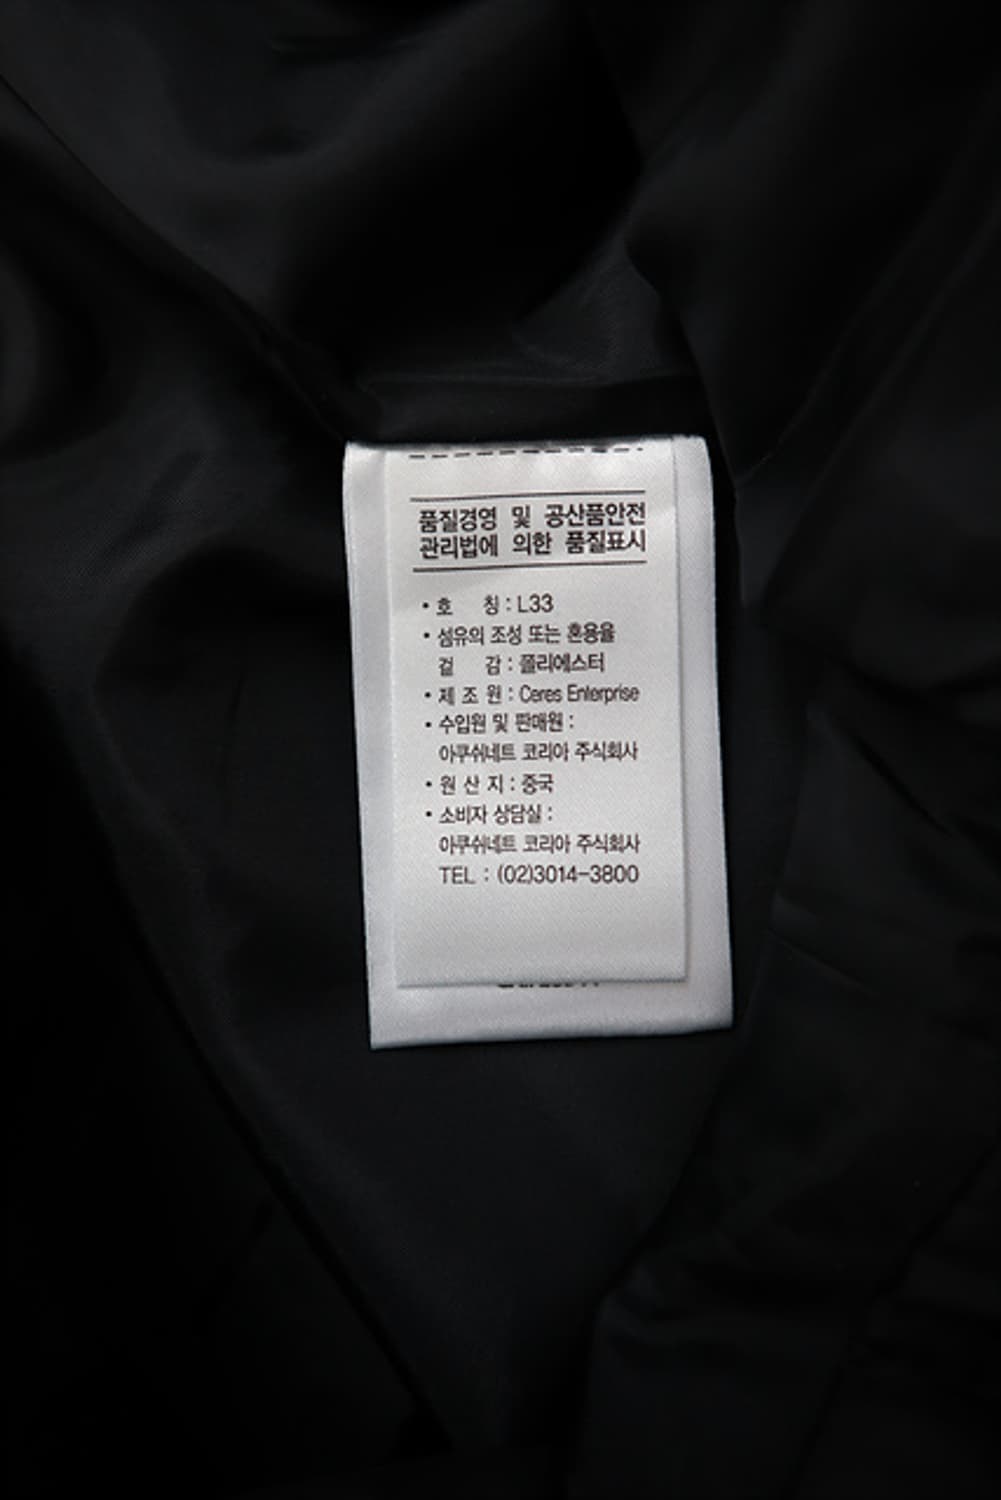 품질경영 및 공산품안전
관리법에 의한 품질표시
• 호 칭 : L33
• 섬유의 조성 또는 혼용율
겉 감 : 폴리에스터
• 제 조 원 : Ceres Enterprise
• 수입원 및 판매원 :
아쿠쉬네트 코리아 주식회사
• 원 산 지 : 중국
• 소비자 상담실 :
아쿠쉬네트 코리아 주식회사
TEL : (02)3014-3800